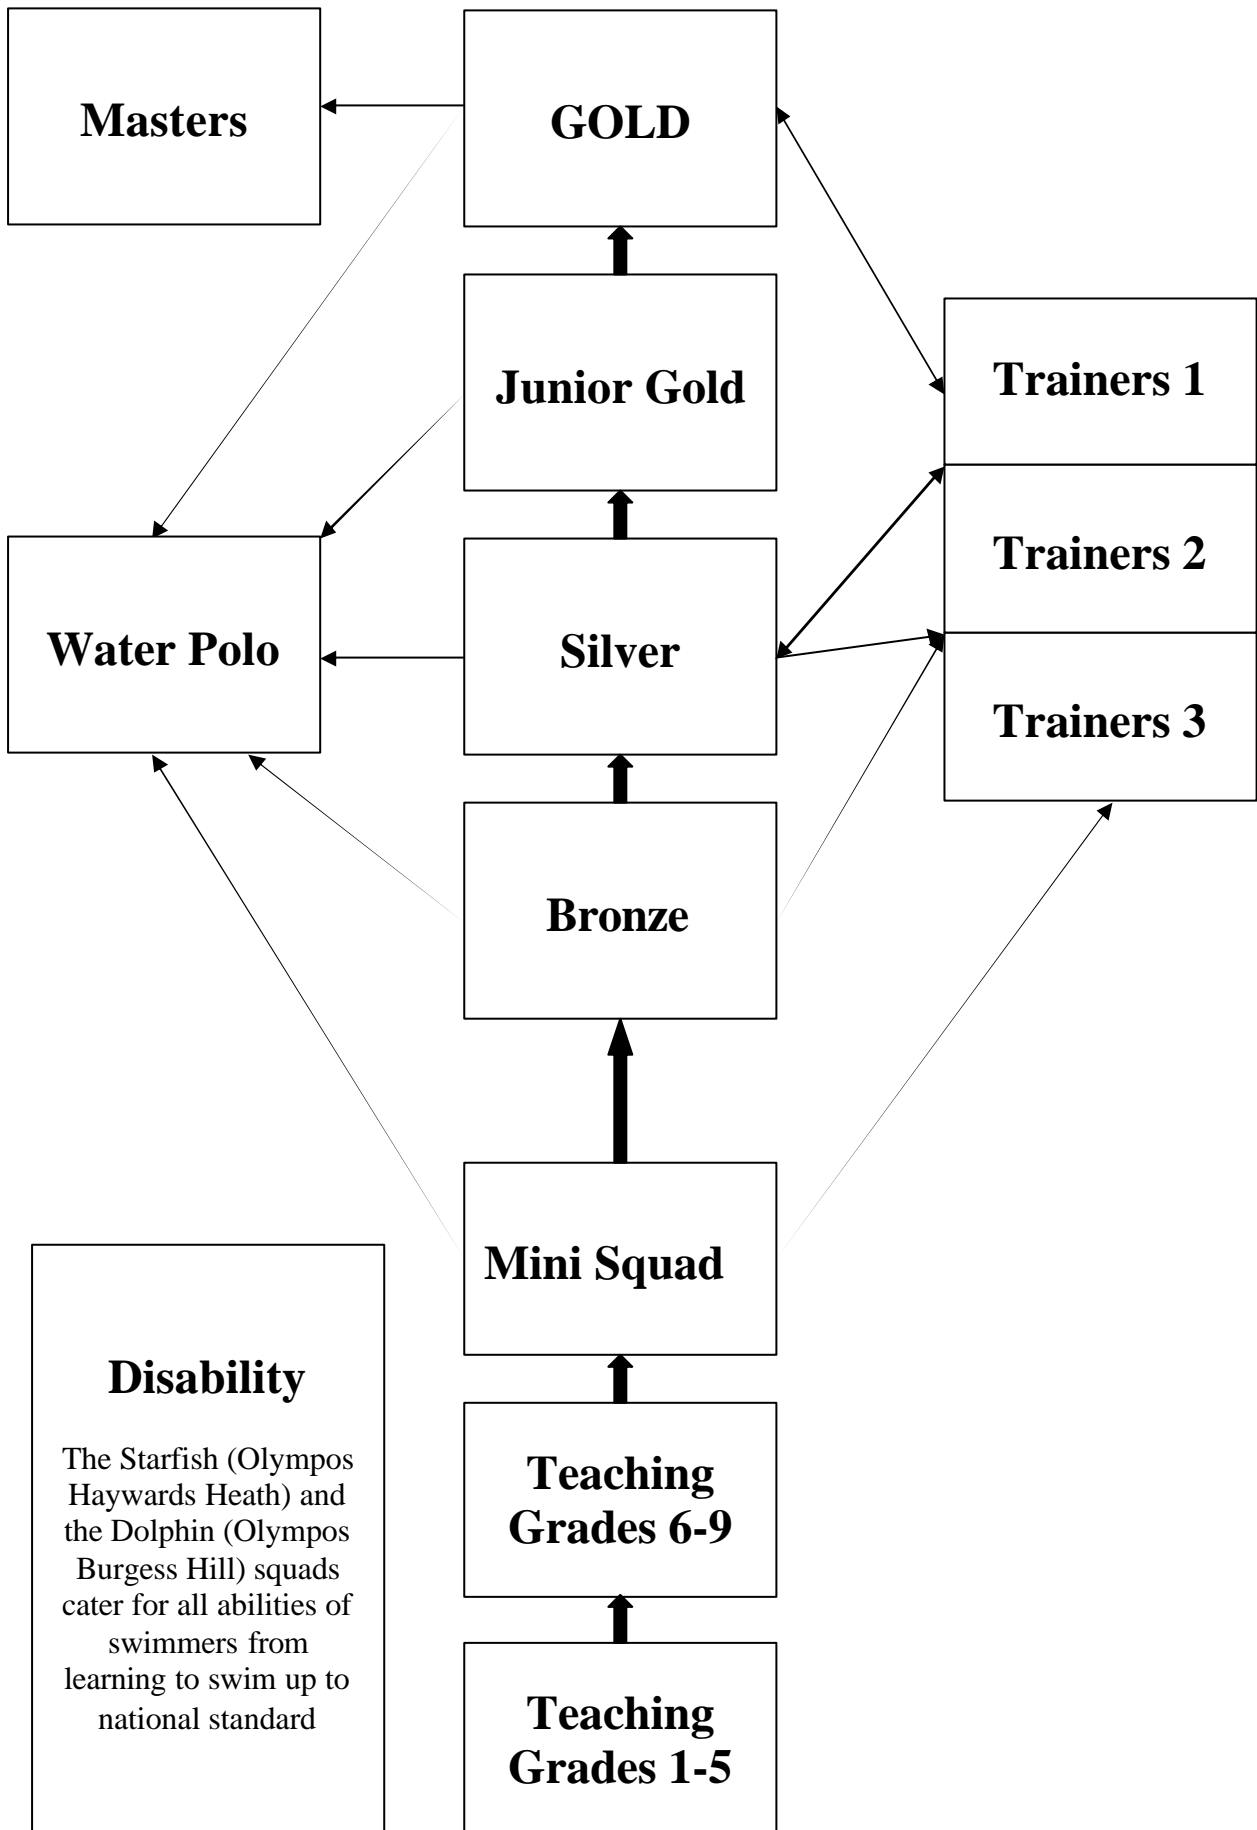 Masters
GOLD
Junior Gold
Trainers 1
Trainers 2
Trainers 3
Water Polo
Silver
Bronze
Mini Squad
Disability
The Starfish (Olympos
Haywards Heath) and
the Dolphin (Olympos
Burgess Hill) squads
cater for all abilities of
swimmers from
learning to swim up to
national standard
Teaching
Grades 6-9
Teaching
Grades 1-5